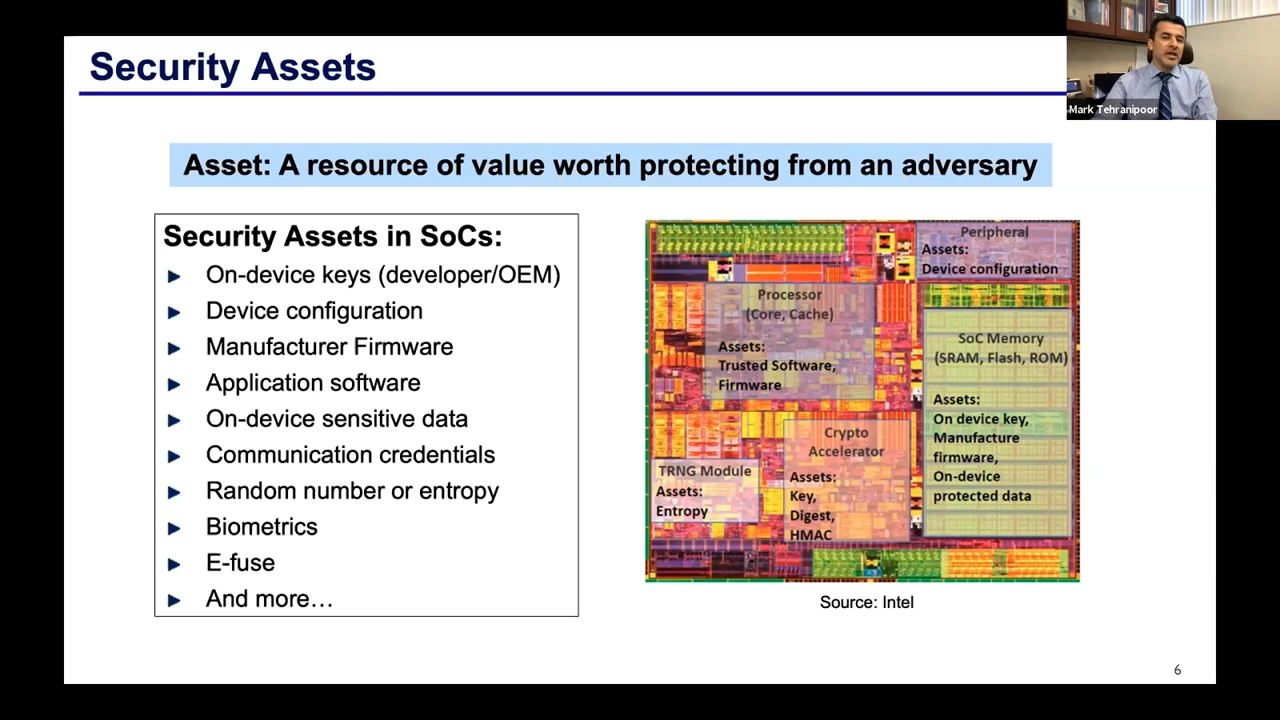 Security Assets
Mark Tehranipoor
Asset: A resource of value worth protecting from an adversary
Security Assets in SoCs:
On-device keys (developer/OEM)
Device configuration
Manufacturer Firmware
Application software
On-device sensitive data
Communication credentials
Random number or entropy
Biometrics
E-fuse
And more…
Peripheral
Assets:
Device configuration
Processor
(Core, Cache)
Assets:
Trusted Software,
Firmware
SoC Memory
(SRAM, Flash, ROM)
Assets:
On device key,
Manufacture
firmware,
On-device
protected data
Crypto
Accelerator
Assets:
Key,
Digest,
HMAC
TRNG Module
Assets:
Entropy
Source: Intel
6